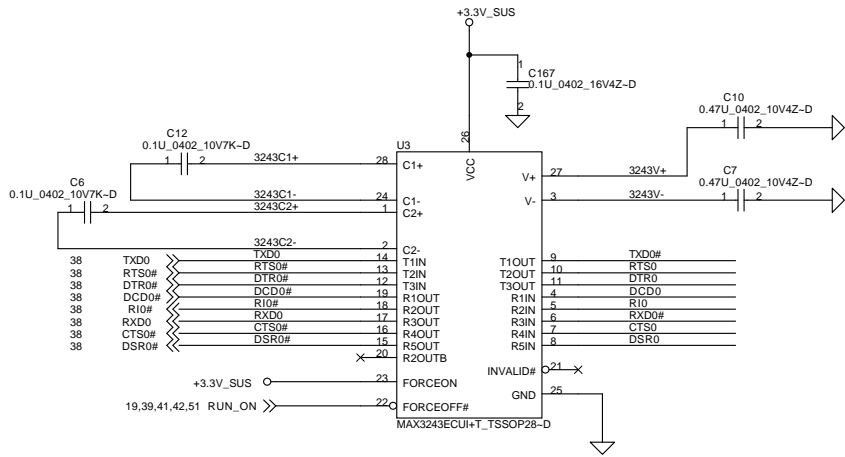 +3.3V_SUS
1
C167
0.1U_0402_16V4Z~D
2
C10
0.47U_0402_10V4Z~D
1 2
C12
0.1U_0402_10V7K~D
1 2
3243C1+
28
C6
0.1U_0402_10V7K~D
1 2
3243C1-
24
3243C2+
1
3243C2-
2
U3
26
VCC
C1+
C1-
C2+
C2-
V+
27
3243V+
V-
3
3243V-
C7
0.47U_0402_10V4Z~D
1 2
38 TXD0 TXD0 14 T1IN T1OUT 9 TXD0#
38 RTS0# RTS0# 13 T2IN T2OUT 10 RTS0
38 DTR0# DTR0# 12 T3IN T3OUT 11 DTR0
38 DCD0# DCD0# 19 R1OUT R1IN 4 DCD0
38 RI0# RI0# 18 R2OUT R2IN 5 RI0
38 RXD0 RXD0 17 R3OUT R3IN 6 RXD0#
38 CTS0# CTS0# 16 R4OUT R4IN 7 CTS0
38 DSR0# DSR0# 15 R5OUT R5IN 8 DSR0
20 R2OUTB
INVALID# 21
+3.3V_SUS 23 FORCEON
GND 25
19,39,41,42,51 RUN_ON 22 FORCEOFF#
MAX3243ECUI+T_TSSOP28~D